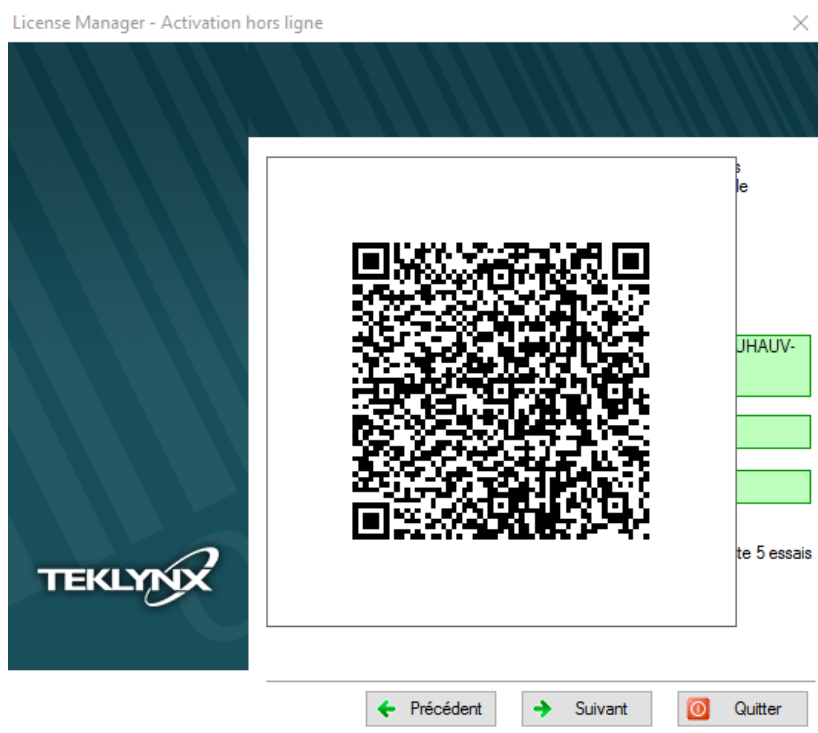 License Manager - Activation hors ligne
s
le
UHAUV-
te 5 essais
TEKLYNX
Précédent
Suivant
Quitter